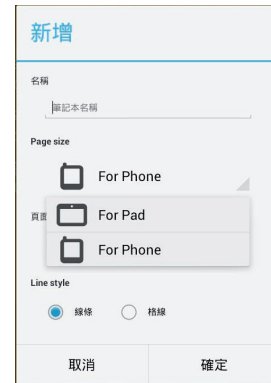 新增
名稱
筆記本名稱
Page size
For Phone
頁面
For Pad
For Phone
Line style
線條 格線
取消 確定